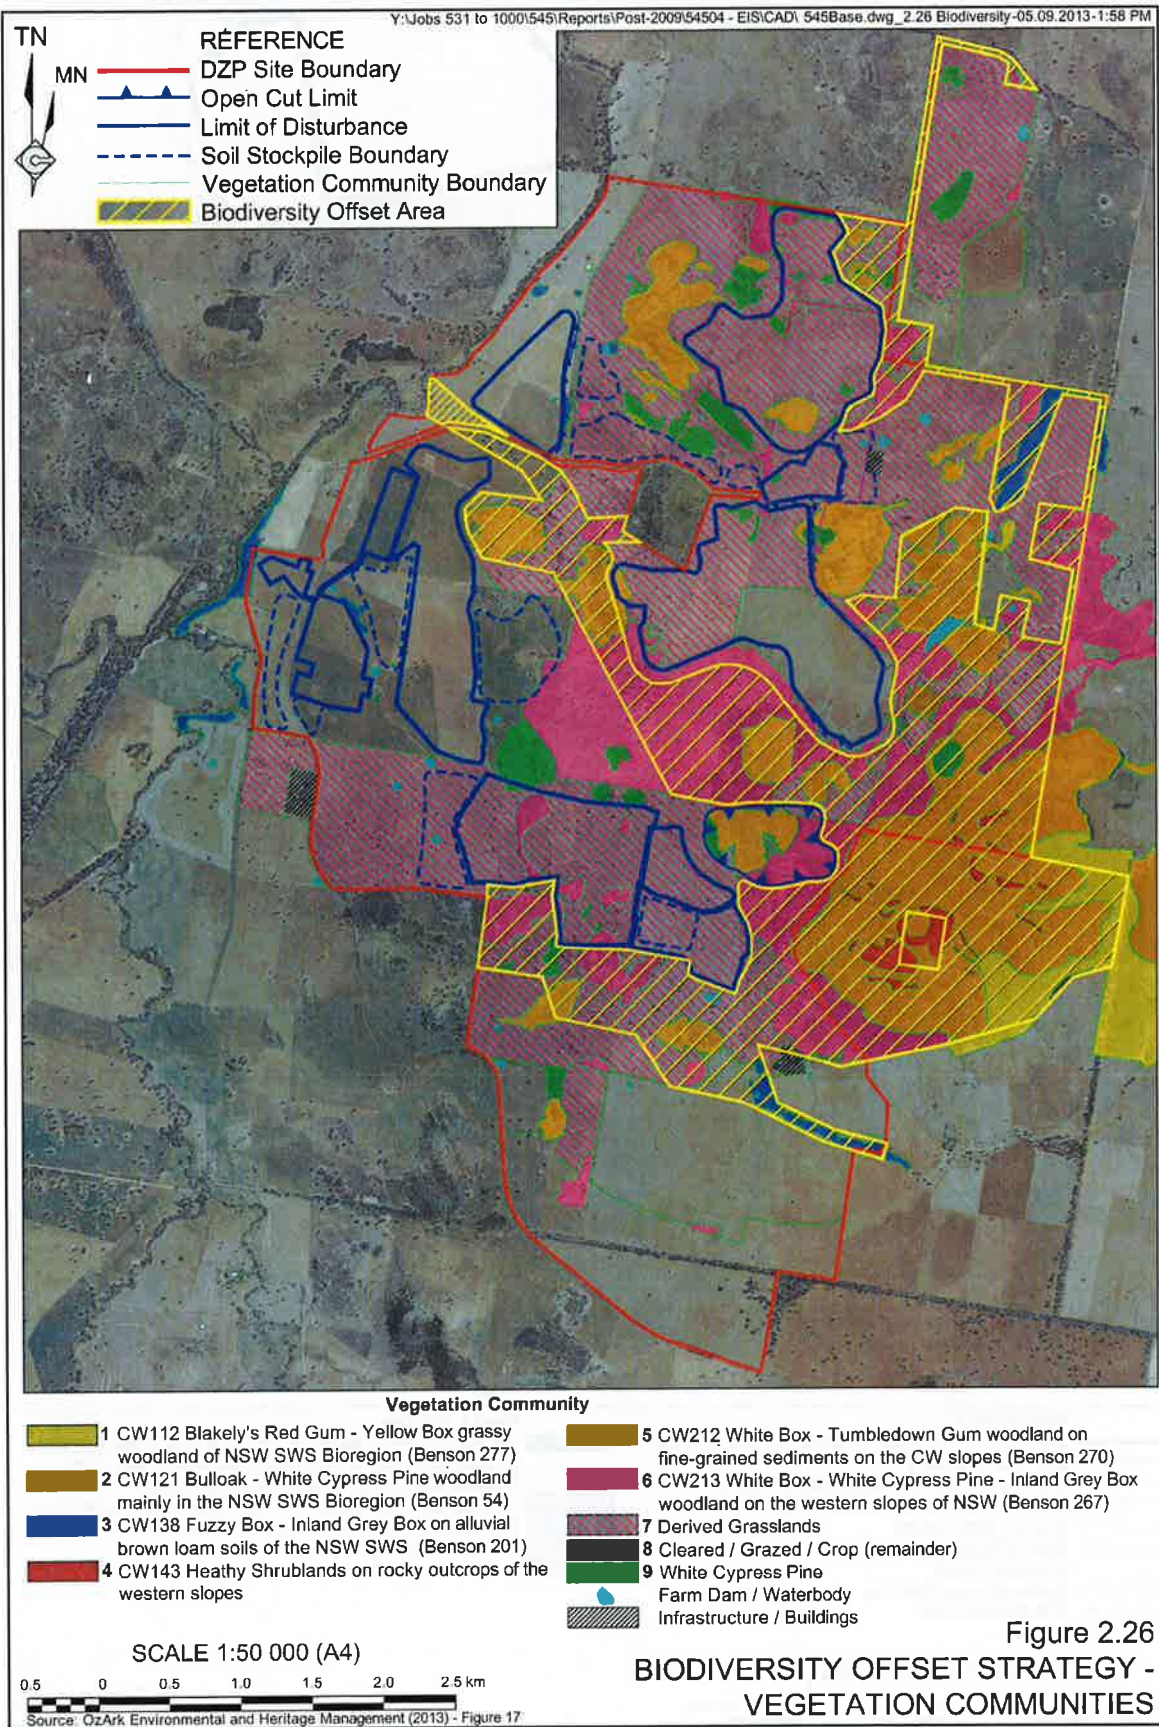 Y:\Jobs 531 to 1000\545\Reports\Post-2009\54504 - EIS\CAD\ 545Base.dwg_2.26 Biodiversity-05.09.2013-1:58 PM
TN
MN
REFERENCE
DZP Site Boundary
Open Cut Limit
Limit of Disturbance
Soil Stockpile Boundary
Vegetation Community Boundary
Biodiversity Offset Area
Vegetation Community
1 CW112 Blakely's Red Gum - Yellow Box grassy
woodland of NSW SWS Bioregion (Benson 277)
2 CW121 Bulloak - White Cypress Pine woodland
mainly in the NSW SWS Bioregion (Benson 54)
3 CW138 Fuzzy Box - Inland Grey Box on alluvial
brown loam soils of the NSW SWS (Benson 201)
4 CW143 Heathy Shrublands on rocky outcrops of the
western slopes
5 CW212 White Box - Tumbledown Gum woodland on
fine-grained sediments on the CW slopes (Benson 270)
6 CW213 White Box - White Cypress Pine - Inland Grey Box
woodland on the western slopes of NSW (Benson 267)
7 Derived Grasslands
8 Cleared / Grazed / Crop (remainder)
9 White Cypress Pine
Farm Dam / Waterbody
Infrastructure / Buildings
SCALE 1:50 000 (A4)
0.5 0 0.5 1.0 1.5 2.0 2.5 km
Source: OzArk Environmental and Heritage Management (2013) - Figure 17
Figure 2.26
BIODIVERSITY OFFSET STRATEGY -
VEGETATION COMMUNITIES